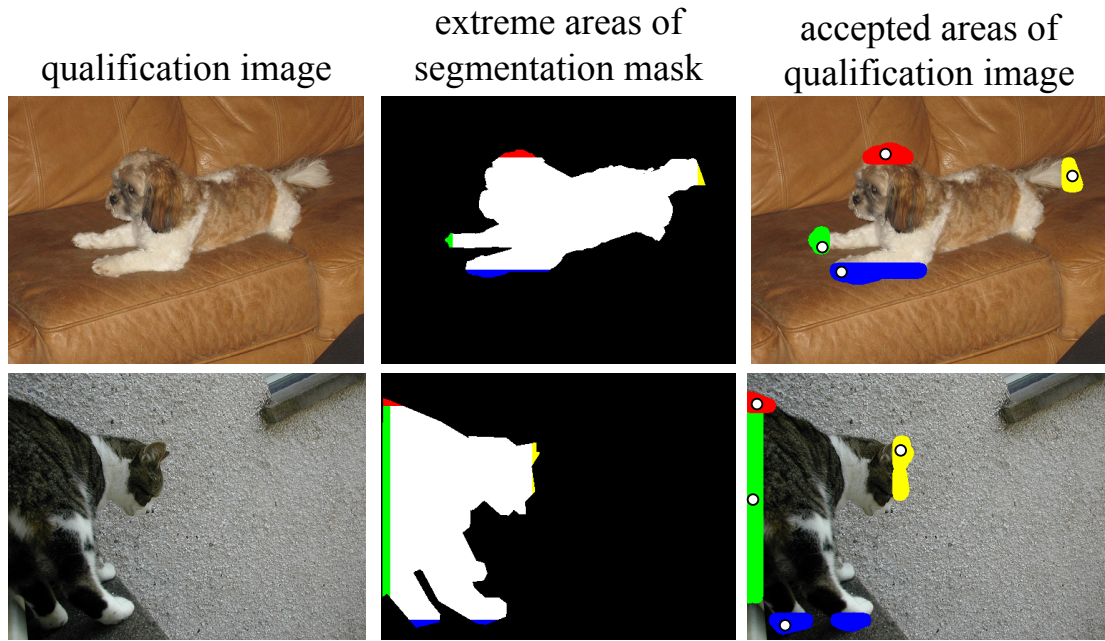 qualification image
extreme areas of
segmentation mask
accepted areas of
qualification image